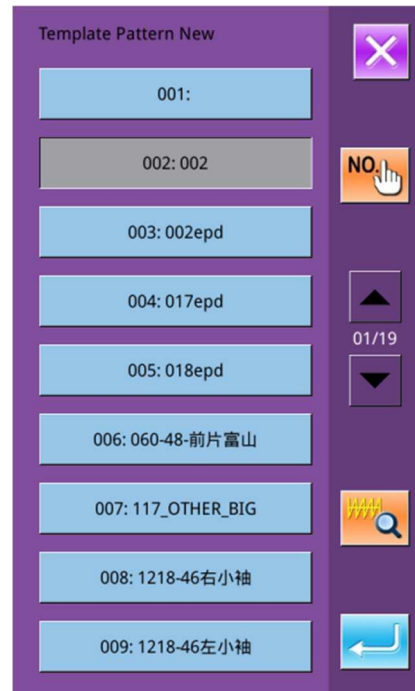 Template Pattern New
001:
002: 002
NO.
003: 002epd
004: 017epd
01/19
005: 018epd
006: 060-48-前片富山
007: 117_OTHER_BIG
008: 1218-46右小袖
009: 1218-46左小袖